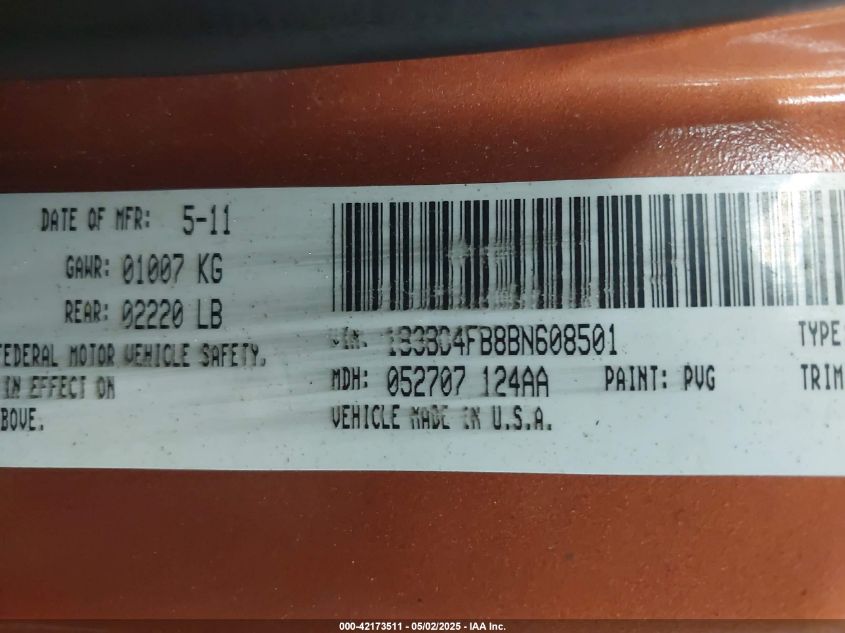 DATE OF MFR: 5-11
GAWR: 01007 KG
REAR: 02220 LB
FEDERAL MOTOR VEHICLE SAFETY,
IN EFFECT ON
BOVE.
VIN: 1B3BD4FB8BN608501
MDH: 052707 124AA PAINT: PVG
VEHICLE MADE IN U.S.A.
TYPE:
TRIM
000-42173511 - 05/02/2025 - IAA Inc.